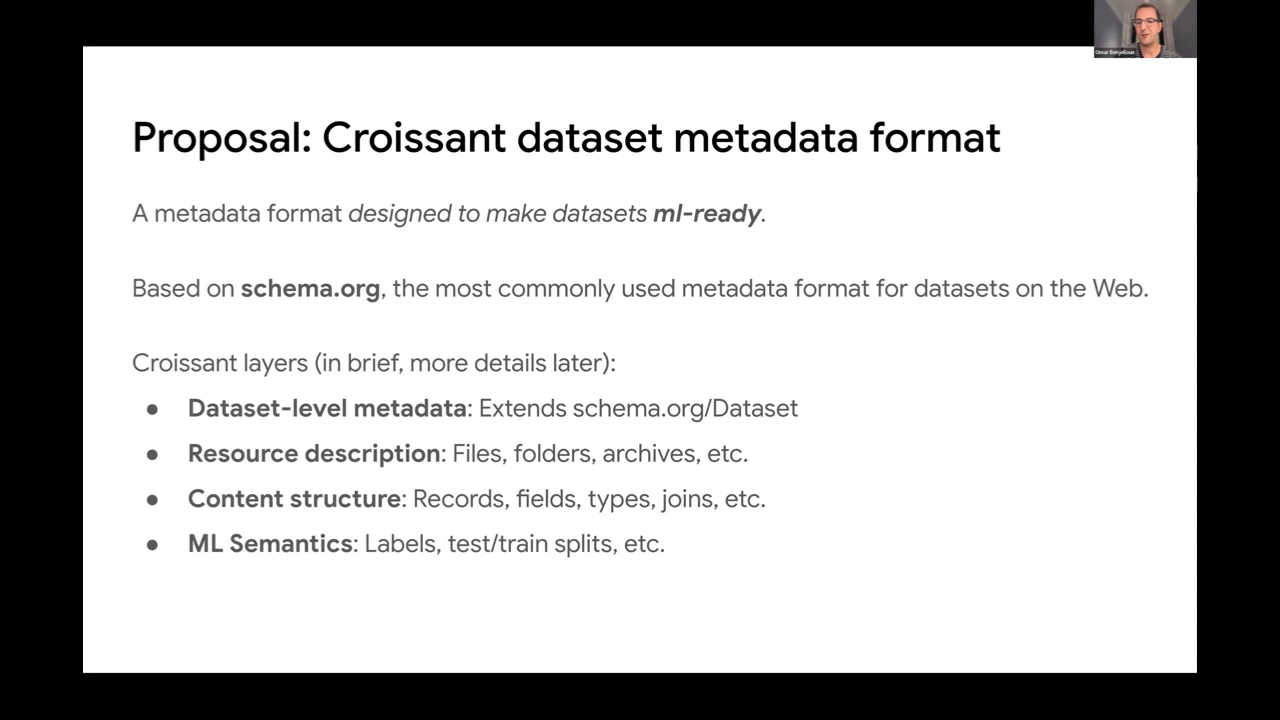 Omar Benjelloun
Proposal: Croissant dataset metadata format
A metadata format designed to make datasets ml-ready.
Based on schema.org, the most commonly used metadata format for datasets on the Web.
Croissant layers (in brief, more details later):
● Dataset-level metadata: Extends schema.org/Dataset
● Resource description: Files, folders, archives, etc.
● Content structure: Records, fields, types, joins, etc.
● ML Semantics: Labels, test/train splits, etc.